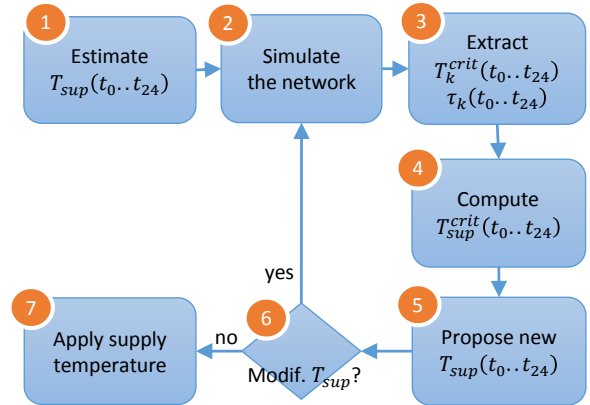 1
Estimate
T_sup(t_0..t_24)
2
Simulate
the network
3
Extract
T_k^crit(t_0..t_24)
τ_k(t_0..t_24)
4
Compute
T_sup^crit(t_0..t_24)
5
Propose new
T_sup(t_0..t_24)
6
Modif. T_sup?
yes
no
7
Apply supply
temperature